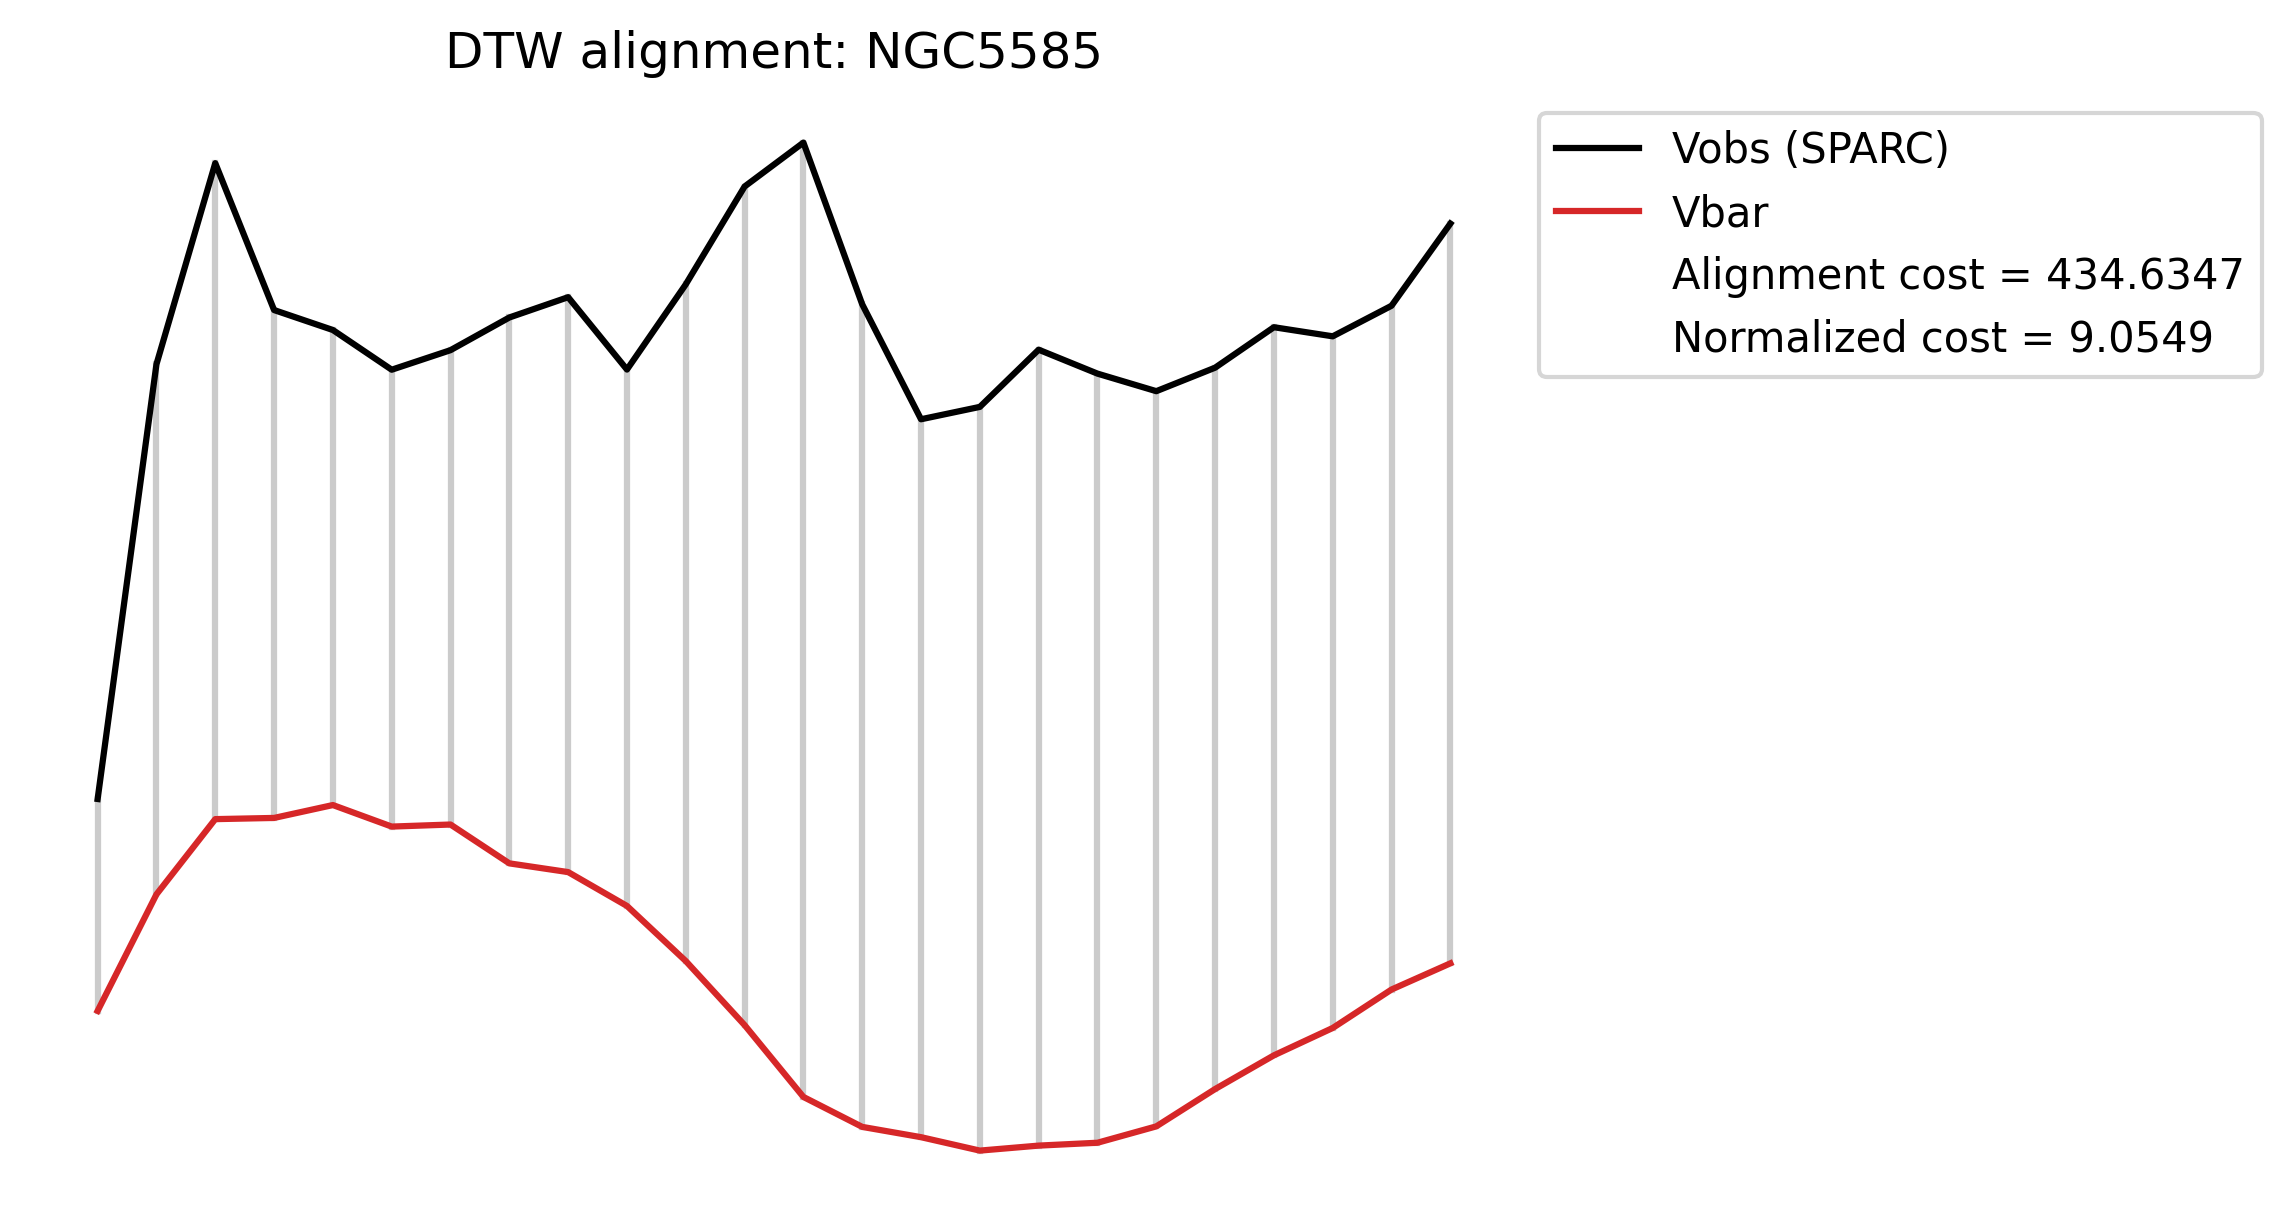 DTW alignment: NGC5585
Vobs (SPARC)
Vbar
Alignment cost = 434.6347
Normalized cost = 9.0549